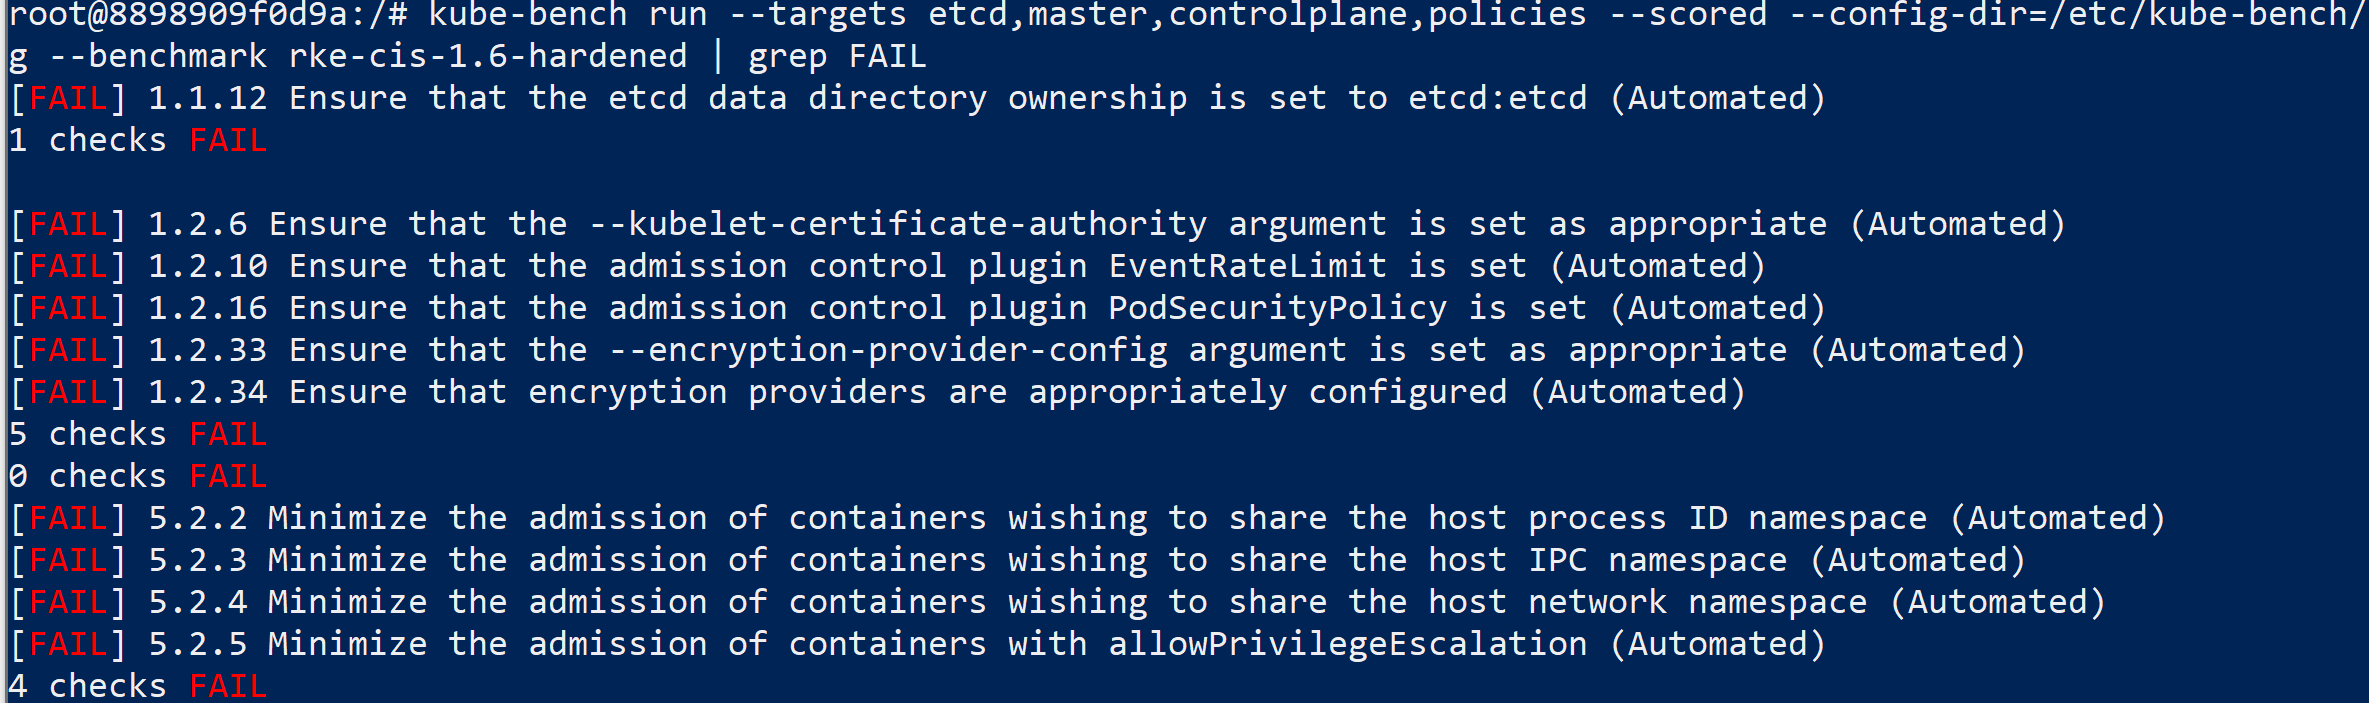 root@8898909f0d9a:/# kube-bench run --targets etcd,master,controlplane,policies --scored --config-dir=/etc/kube-bench/
g --benchmark rke-cis-1.6-hardened | grep FAIL
[FAIL] 1.1.12 Ensure that the etcd data directory ownership is set to etcd:etcd (Automated)
1 checks FAIL
[FAIL] 1.2.6 Ensure that the --kubelet-certificate-authority argument is set as appropriate (Automated)
[FAIL] 1.2.10 Ensure that the admission control plugin EventRateLimit is set (Automated)
[FAIL] 1.2.16 Ensure that the admission control plugin PodSecurityPolicy is set (Automated)
[FAIL] 1.2.33 Ensure that the --encryption-provider-config argument is set as appropriate (Automated)
[FAIL] 1.2.34 Ensure that encryption providers are appropriately configured (Automated)
5 checks FAIL
0 checks FAIL
[FAIL] 5.2.2 Minimize the admission of containers wishing to share the host process ID namespace (Automated)
[FAIL] 5.2.3 Minimize the admission of containers wishing to share the host IPC namespace (Automated)
[FAIL] 5.2.4 Minimize the admission of containers wishing to share the host network namespace (Automated)
[FAIL] 5.2.5 Minimize the admission of containers with allowPrivilegeEscalation (Automated)
4 checks FAIL